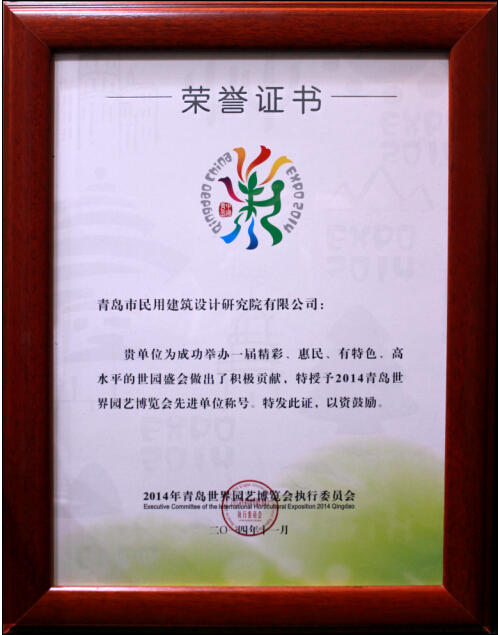 荣誉证书
QINGDAO CHINA
EXPO 2014
青岛市民用建筑设计研究院有限公司:
贵单位为成功举办一届精彩、惠民、有特色、高
水平的世园盛会做出了积极贡献,特授予2014青岛世
界园艺博览会先进单位称号。特发此证,以资鼓励。
2014年青岛世界园艺博览会执行委员会
Executive Committee of the International Horticultural Exposition 2014 Qingdao
执行委员会
二〇一四年十一月